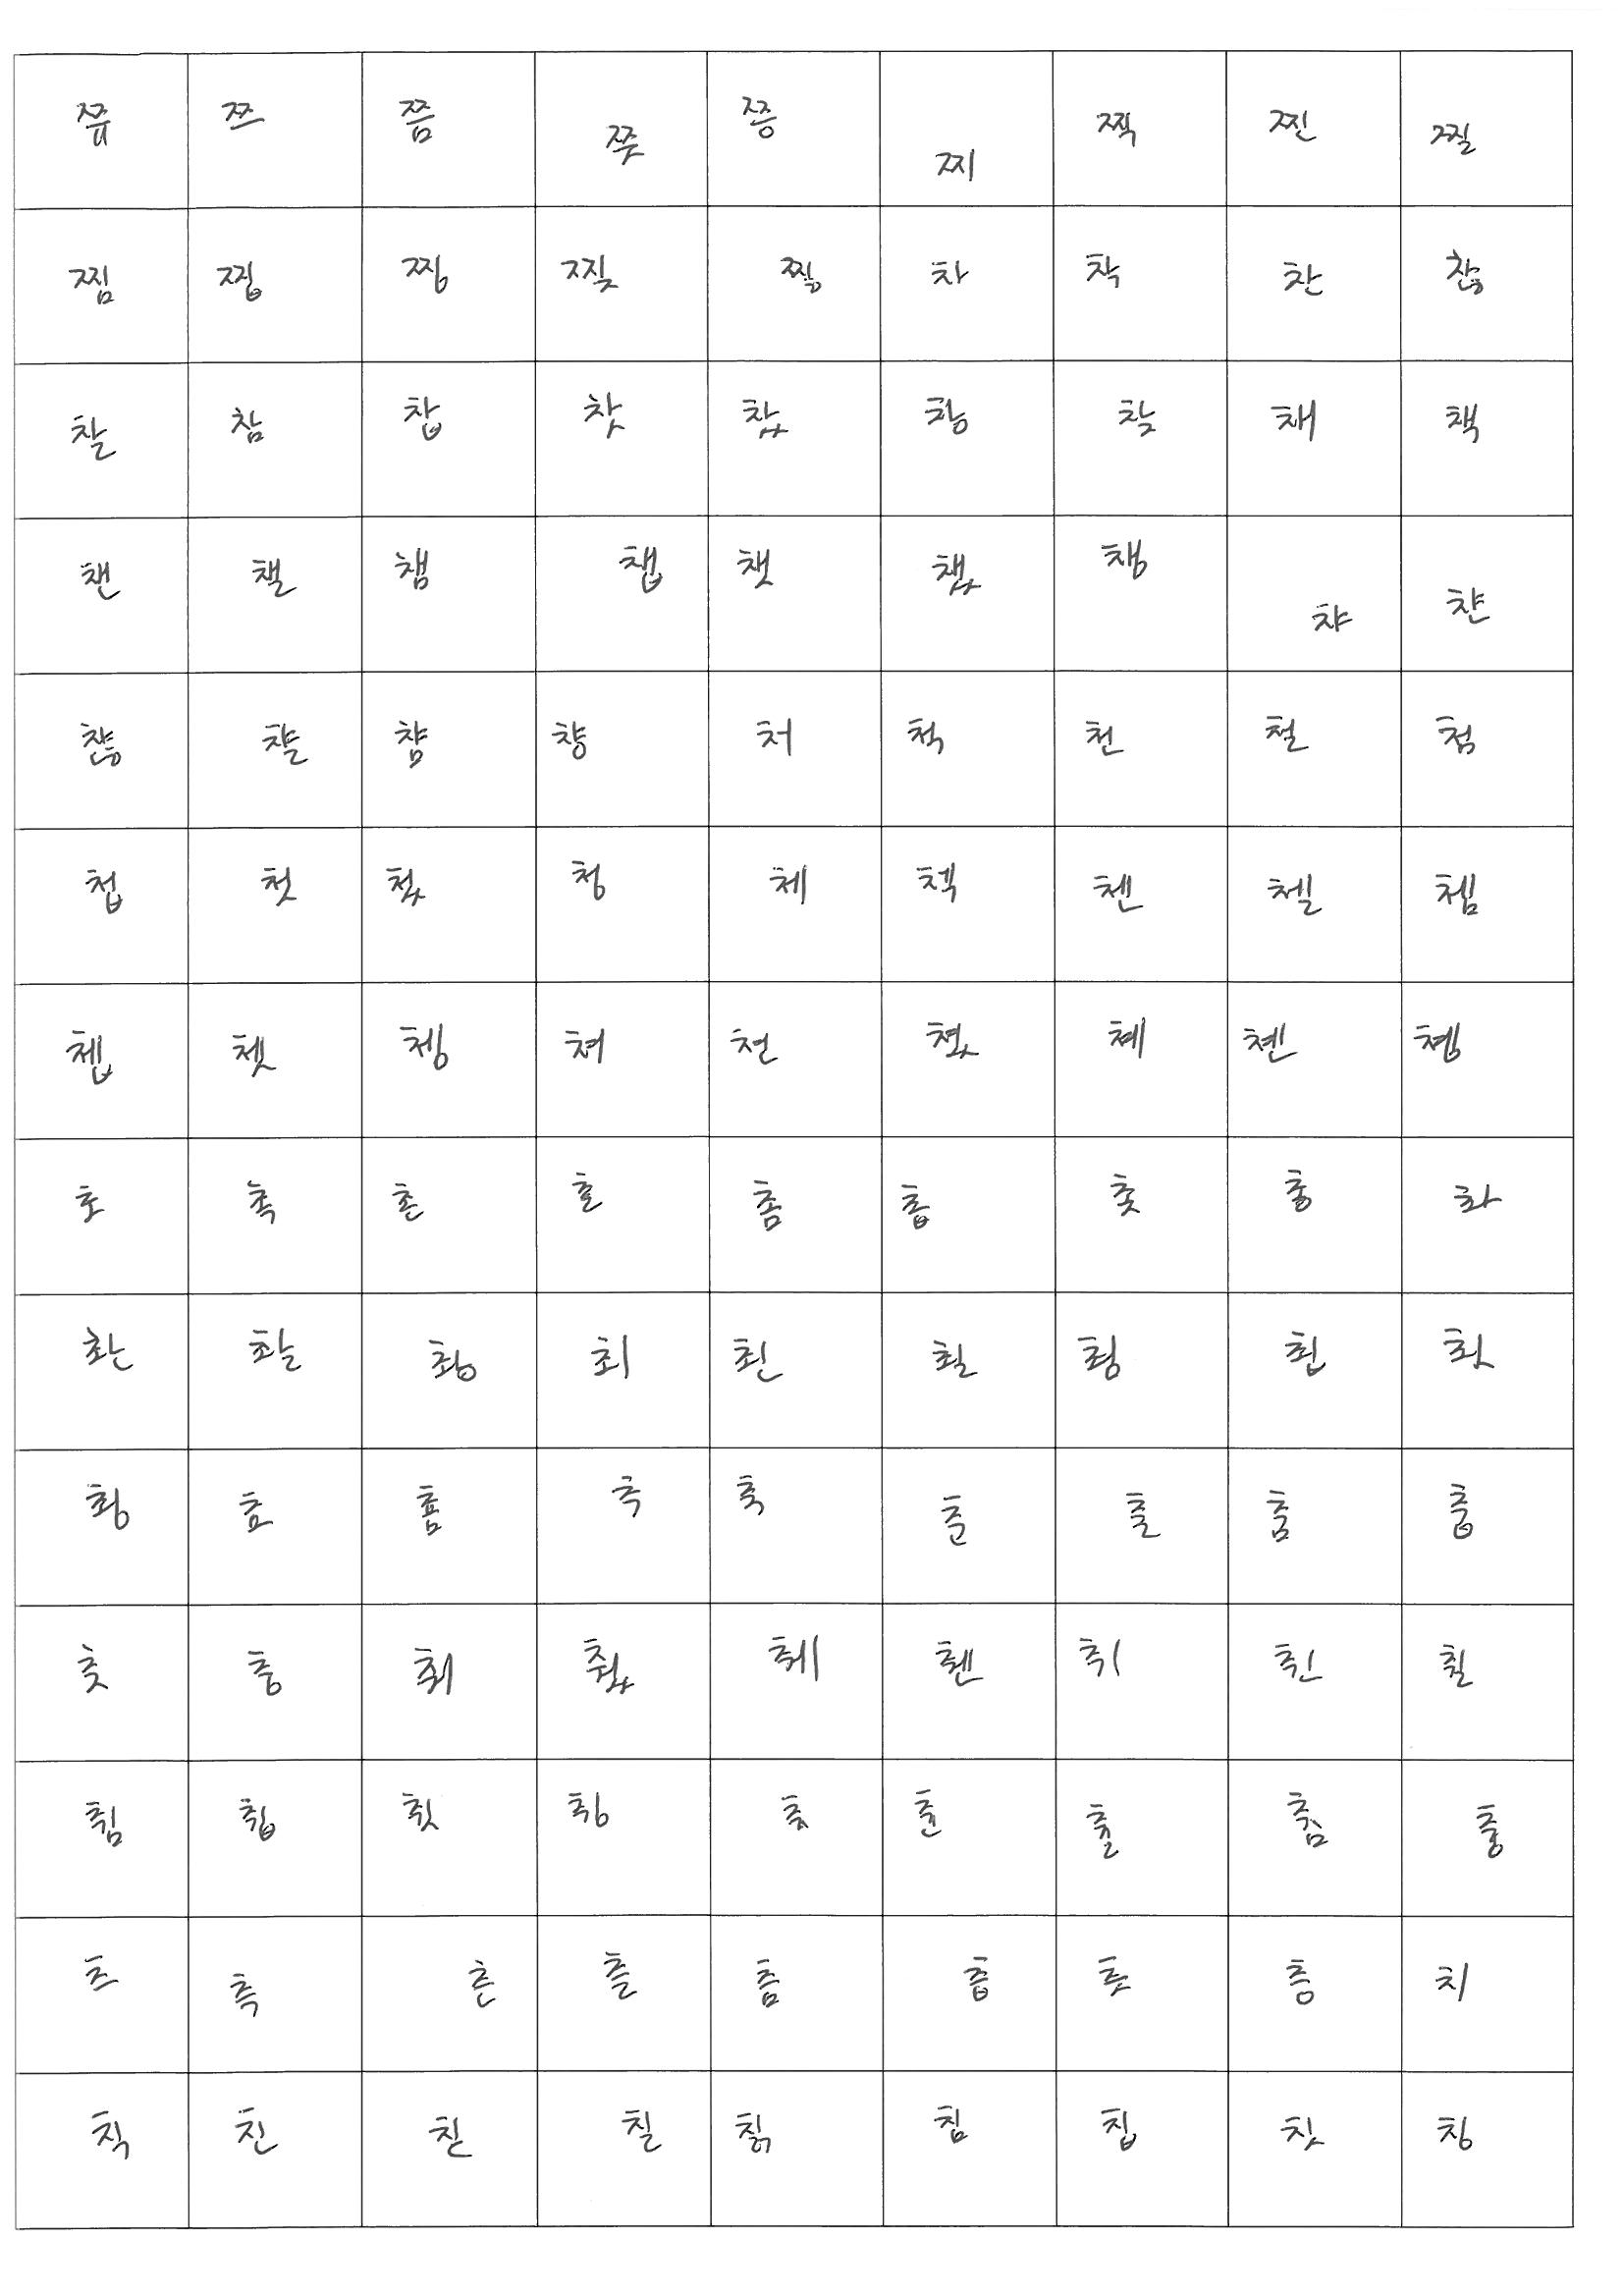 쮸 쯔 쯤 쯧 쯩 찌 찍 찐 찔
찜 찝 찡 찢 찧 차 착 찬 찮
찰 참 찹 찻 찼 창 찾 채 책
챈 챌 챔 챕 챗 챘 챙 챠 챤
챦 챨 챰 챵 처 척 천 철 첨
첩 첫 첬 청 체 첵 첸 첼 쳄
쳅 쳇 쳉 쳐 쳔 쳤 쳬 쳰 촁
초 촉 촌 촐 촘 촙 촛 총 촤
촨 촬 촹 최 쵠 쵤 쵬 쵭 쵯
쵱 쵸 춈 추 축 춘 출 춤 춥
춧 충 춰 췄 췌 췐 취 췬 췰
췸 췹 췻 췽 츄 츈 츌 츔 츙
츠 측 츤 츨 츰 츱 츳 층 치
칙 친 칟 칠 칡 침 칩 칫 칭